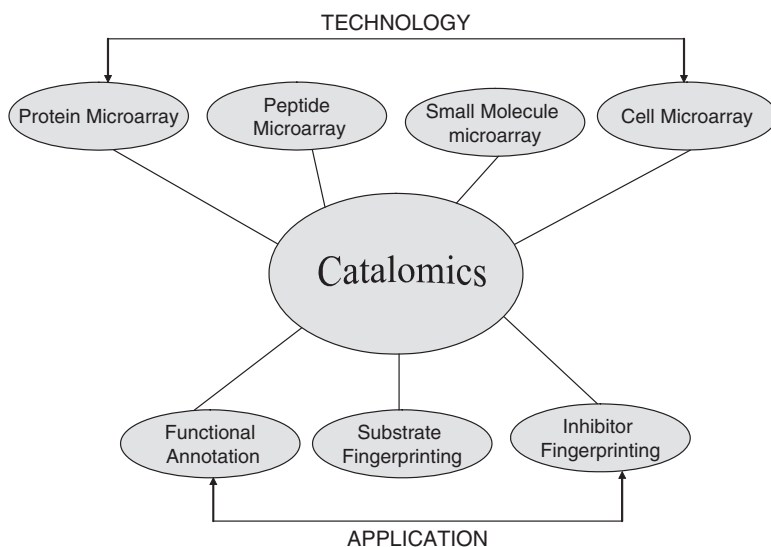 TECHNOLOGY
Protein Microarray
Peptide
Microarray
Small Molecule
microarray
Cell Microarray
Catalomics
Functional
Annotation
Substrate
Fingerprinting
Inhibitor
Fingerprinting
APPLICATION